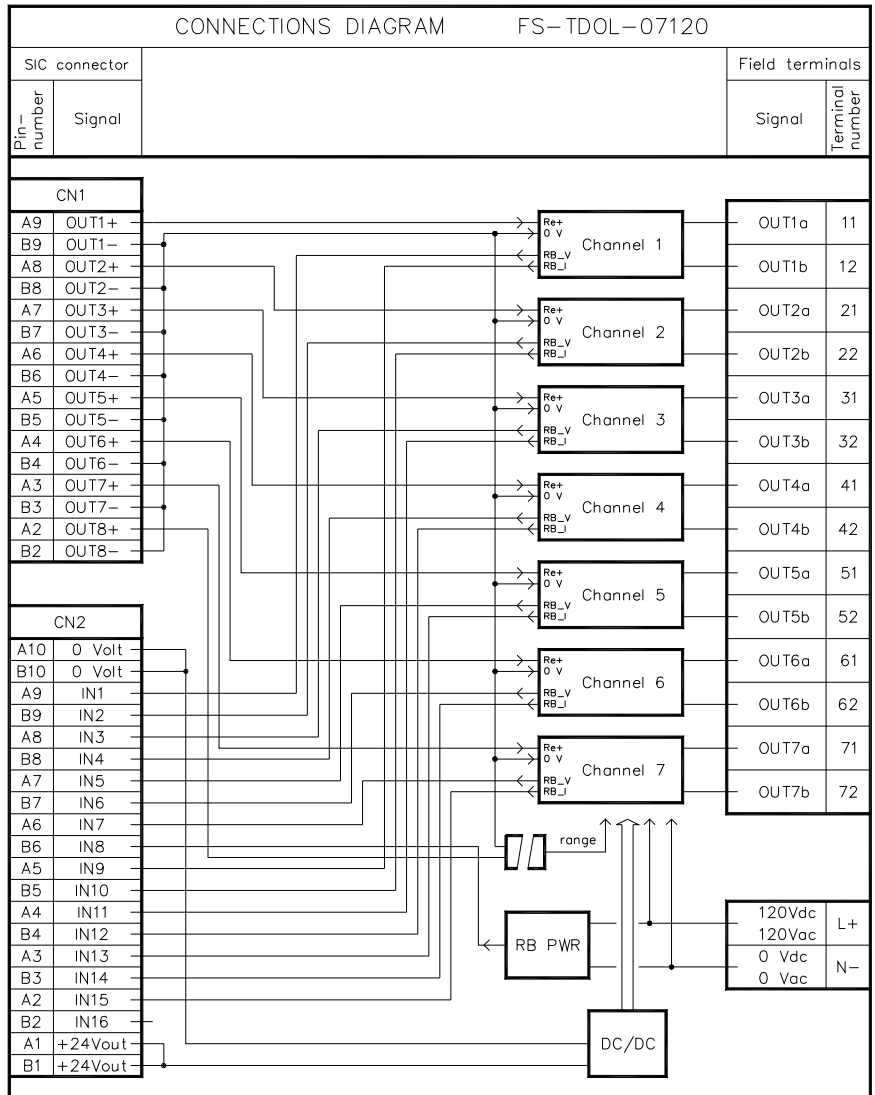 CONNECTIONS DIAGRAM FS-TDOL-07120
SIC connector
Field terminals
Pin-number
Signal
Signal
Terminal number
CN1
A9 OUT1+
B9 OUT1-
A8 OUT2+
B8 OUT2-
A7 OUT3+
B7 OUT3-
A6 OUT4+
B6 OUT4-
A5 OUT5+
B5 OUT5-
A4 OUT6+
B4 OUT6-
A3 OUT7+
B3 OUT7-
A2 OUT8+
B2 OUT8-
CN2
A10 0 Volt
B10 0 Volt
A9 IN1
B9 IN2
A8 IN3
B8 IN4
A7 IN5
B7 IN6
A6 IN7
B6 IN8
A5 IN9
B5 IN10
A4 IN11
B4 IN12
A3 IN13
B3 IN14
A2 IN15
B2 IN16
A1 +24Vout
B1 +24Vout
Re+
0 V
RB_V
RB_I
Channel 1
Re+
0 V
RB_V
RB_I
Channel 2
Re+
0 V
RB_V
RB_I
Channel 3
Re+
0 V
RB_V
RB_I
Channel 4
Re+
0 V
RB_V
RB_I
Channel 5
Re+
0 V
RB_V
RB_I
Channel 6
Re+
0 V
RB_V
RB_I
Channel 7
range
RB PWR
DC/DC
OUT1a 11
OUT1b 12
OUT2a 21
OUT2b 22
OUT3a 31
OUT3b 32
OUT4a 41
OUT4b 42
OUT5a 51
OUT5b 52
OUT6a 61
OUT6b 62
OUT7a 71
OUT7b 72
120Vdc
120Vac
L+
0 Vdc
0 Vac
N-